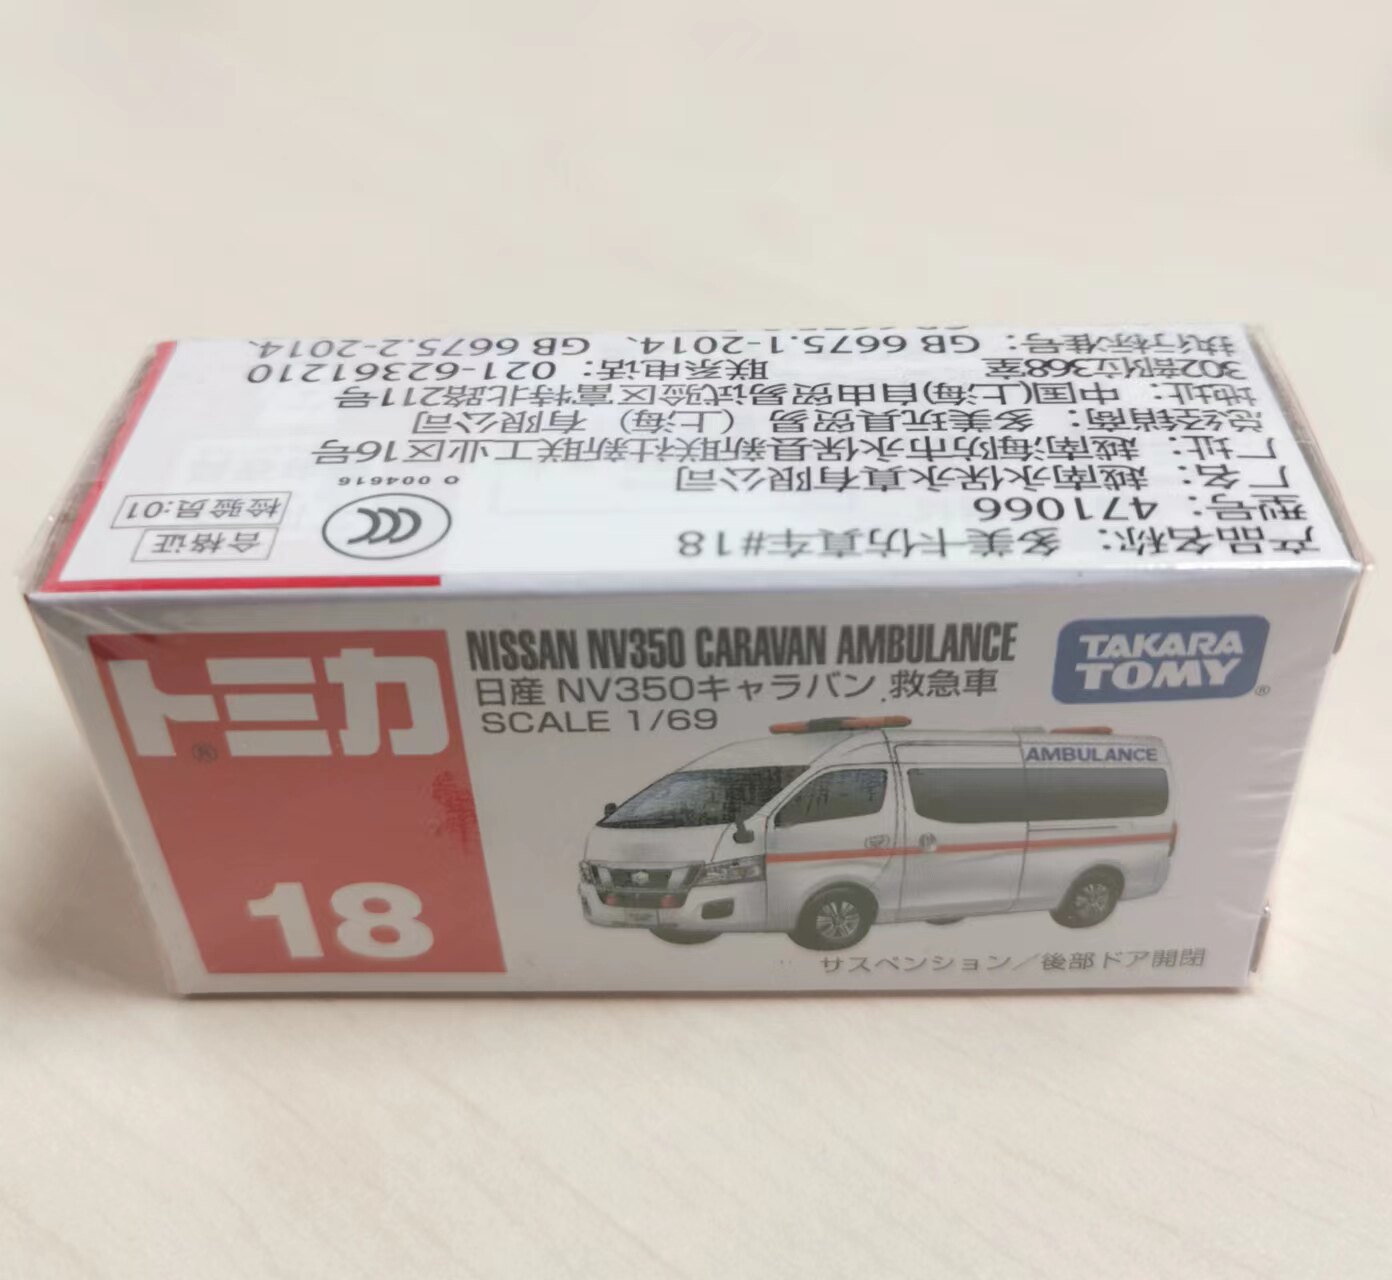 产品名称：多美卡仿真车#18
型号：471066
厂名：越南永保永真有限公司
厂址：越南海防市永保县新联社新联工业区16号
总经销商：多美玩具贸易（上海）有限公司
地址：中国(上海)自由贸易试验区富特北路211号
302部位368室 联系电话：021-62361210
执行标准号：GB 6675.1-2014、GB 6675.2-2014、
O 004616
合格证
检验员:01
トミカ®
18
NISSAN NV350 CARAVAN AMBULANCE
日産 NV350キャラバン 救急車
SCALE 1/69
TAKARA
TOMY®
AMBULANCE
サスペンション／後部ドア開閉